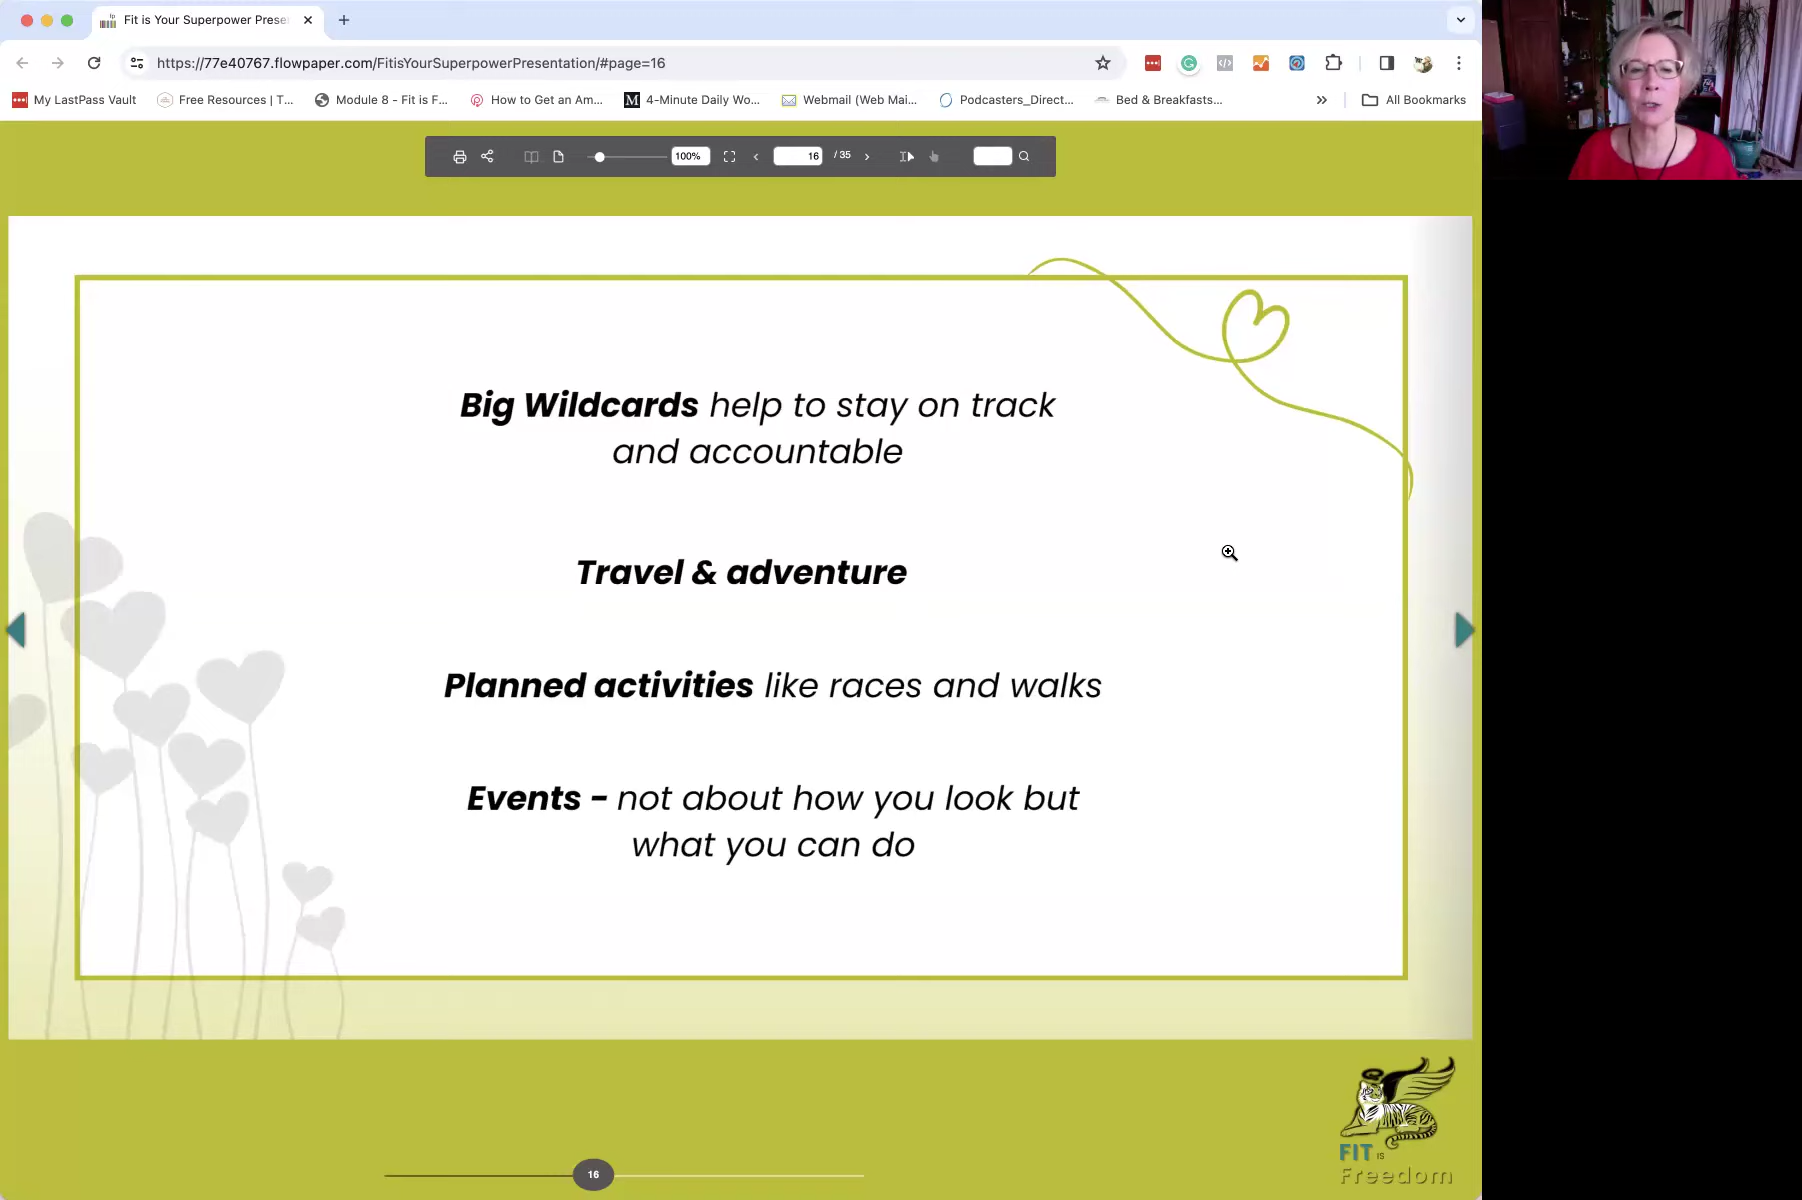 Fit is Your Superpower Prese
https://77e40767.flowpaper.com/FitisYourSuperpowerPresentation/#page=16
My LastPass Vault
Free Resources | T...
Module 8 - Fit is F...
How to Get an Am...
4-Minute Daily Wo...
Webmail (Web Mai...
Podcasters_Direct...
Bed & Breakfasts...
All Bookmarks
100%
16 / 35
Big Wildcards help to stay on track
and accountable
Travel & adventure
Planned activities like races and walks
Events - not about how you look but
what you can do
FIT IS
Freedom
16